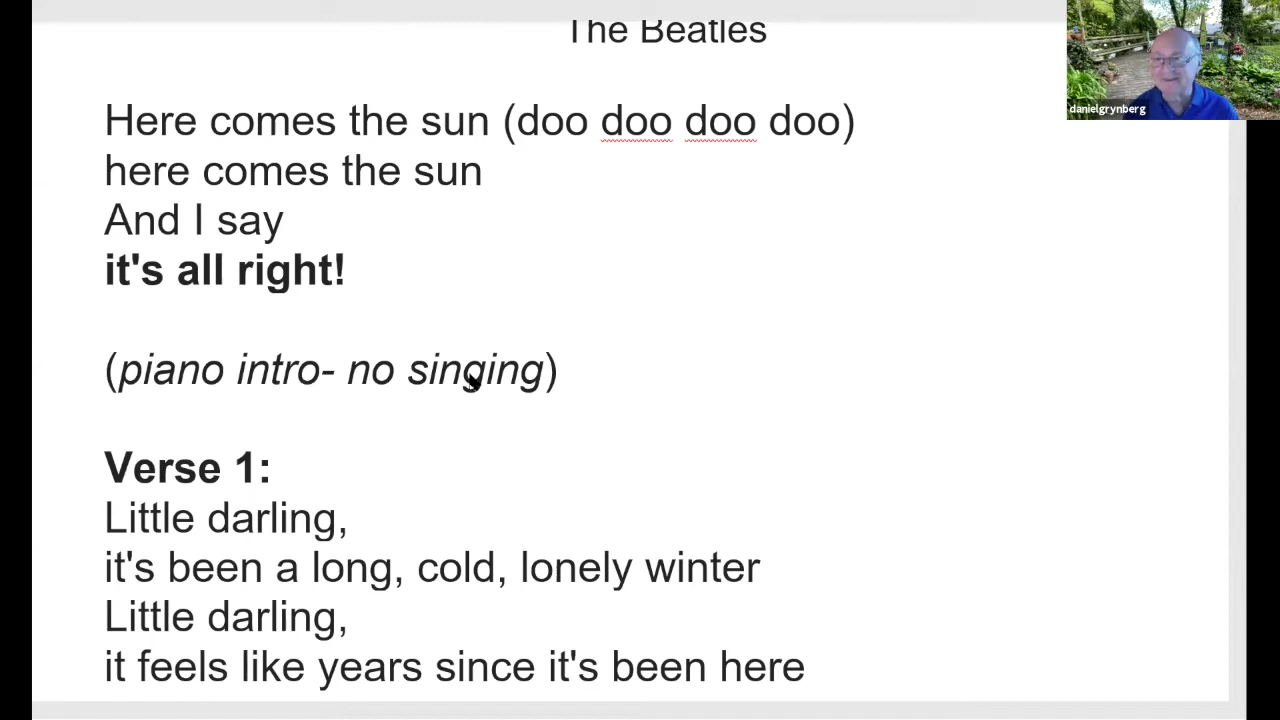 The Beatles
danielgrynberg
Here comes the sun (doo doo doo doo)
here comes the sun
And I say
it's all right!
(piano intro- no singing)
Verse 1:
Little darling,
it's been a long, cold, lonely winter
Little darling,
it feels like years since it's been here